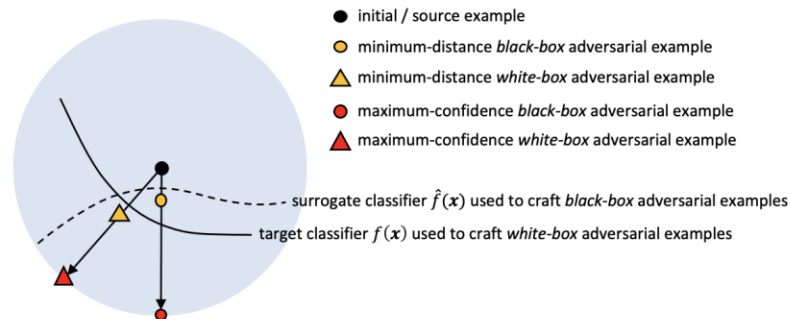 initial / source example
minimum-distance black-box adversarial example
minimum-distance white-box adversarial example
maximum-confidence black-box adversarial example
maximum-confidence white-box adversarial example
surrogate classifier f̂(x) used to craft black-box adversarial examples
target classifier f(x) used to craft white-box adversarial examples